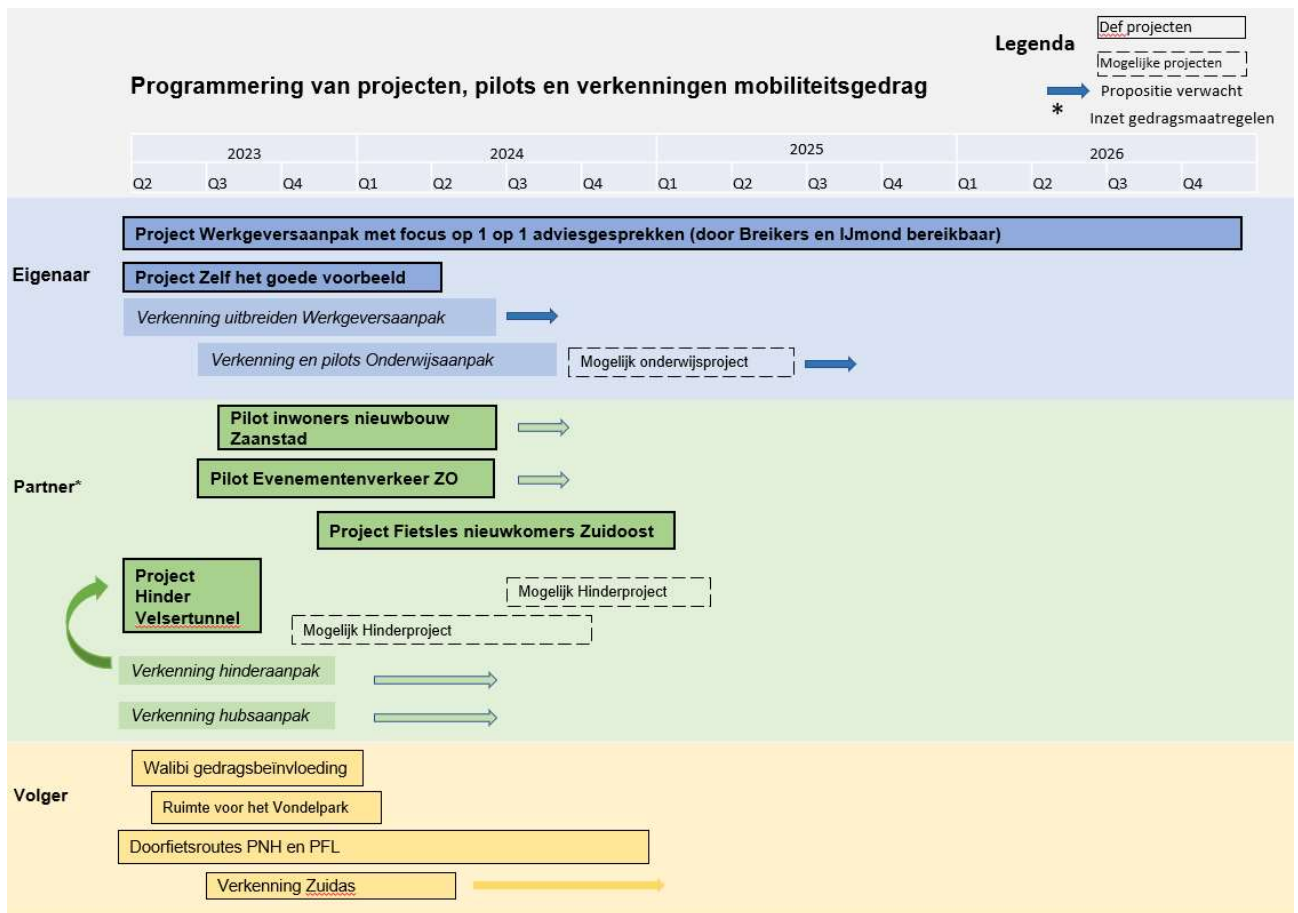 Legenda
Def projecten
Mogelijke projecten
Propositie verwacht
* Inzet gedragsmaatregelen
Programmering van projecten, pilots en verkenningen mobiliteitsgedrag
2023 2024 2025 2026
Q2 Q3 Q4 Q1 Q2 Q3 Q4 Q1 Q2 Q3 Q4 Q1 Q2 Q3 Q4
Eigenaar
Project Werkgeversaanpak met focus op 1 op 1 adviesgesprekken (door Breikers en IJmond bereikbaar)
Project Zelf het goede voorbeeld
Verkenning uitbreiden Werkgeversaanpak
Verkenning en pilots Onderwijsaanpak
Mogelijk onderwijsproject
Partner*
Pilot inwoners nieuwbouw
Zaanstad
Pilot Evenementenverkeer ZO
Project Fietsles nieuwkomers Zuidoost
Project
Hinder
Velsertunnel
Mogelijk Hinderproject
Mogelijk Hinderproject
Verkenning hinderaanpak
Verkenning hubsaanpak
Volger
Walibi gedragsbeïnvloeding
Ruimte voor het Vondelpark
Doorfietsroutes PNH en PFL
Verkenning Zuidas